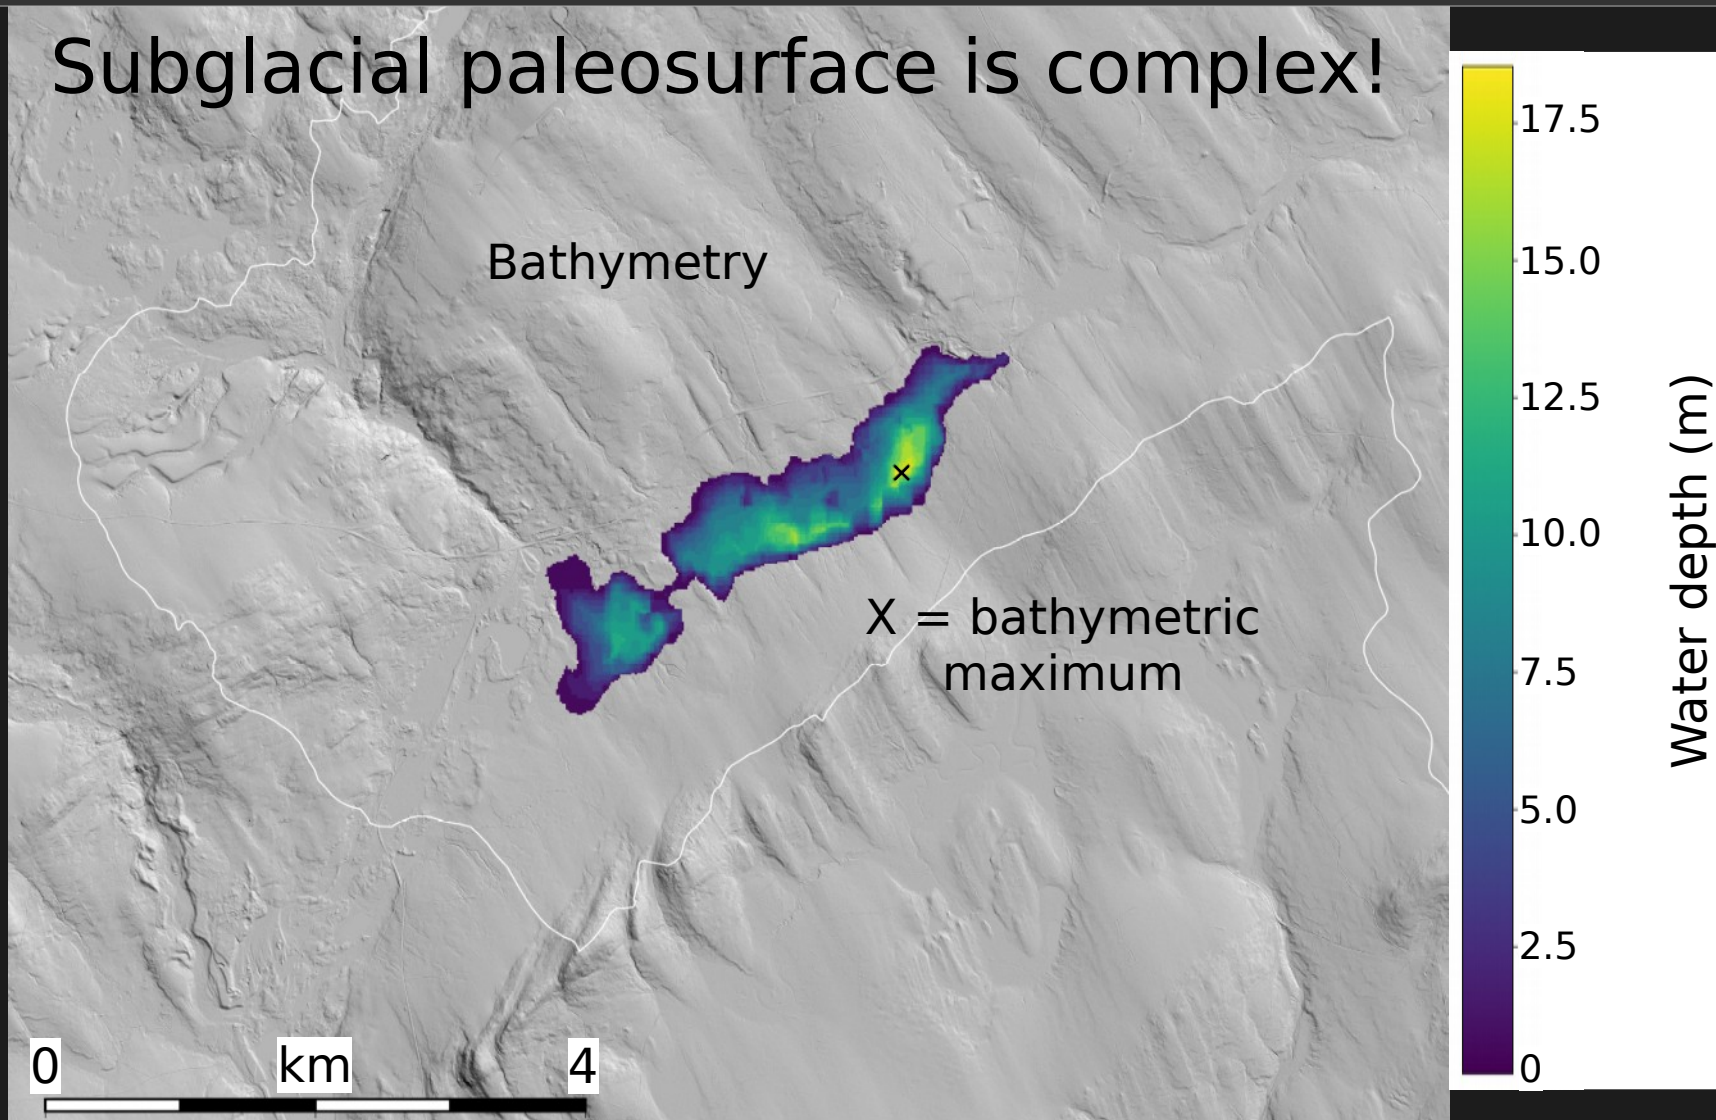 Subglacial paleosurface is complex!
Bathymetry
X = bathymetric
maximum
0 km 4
17.5
15.0
12.5
10.0
7.5
5.0
2.5
0
Water depth (m)